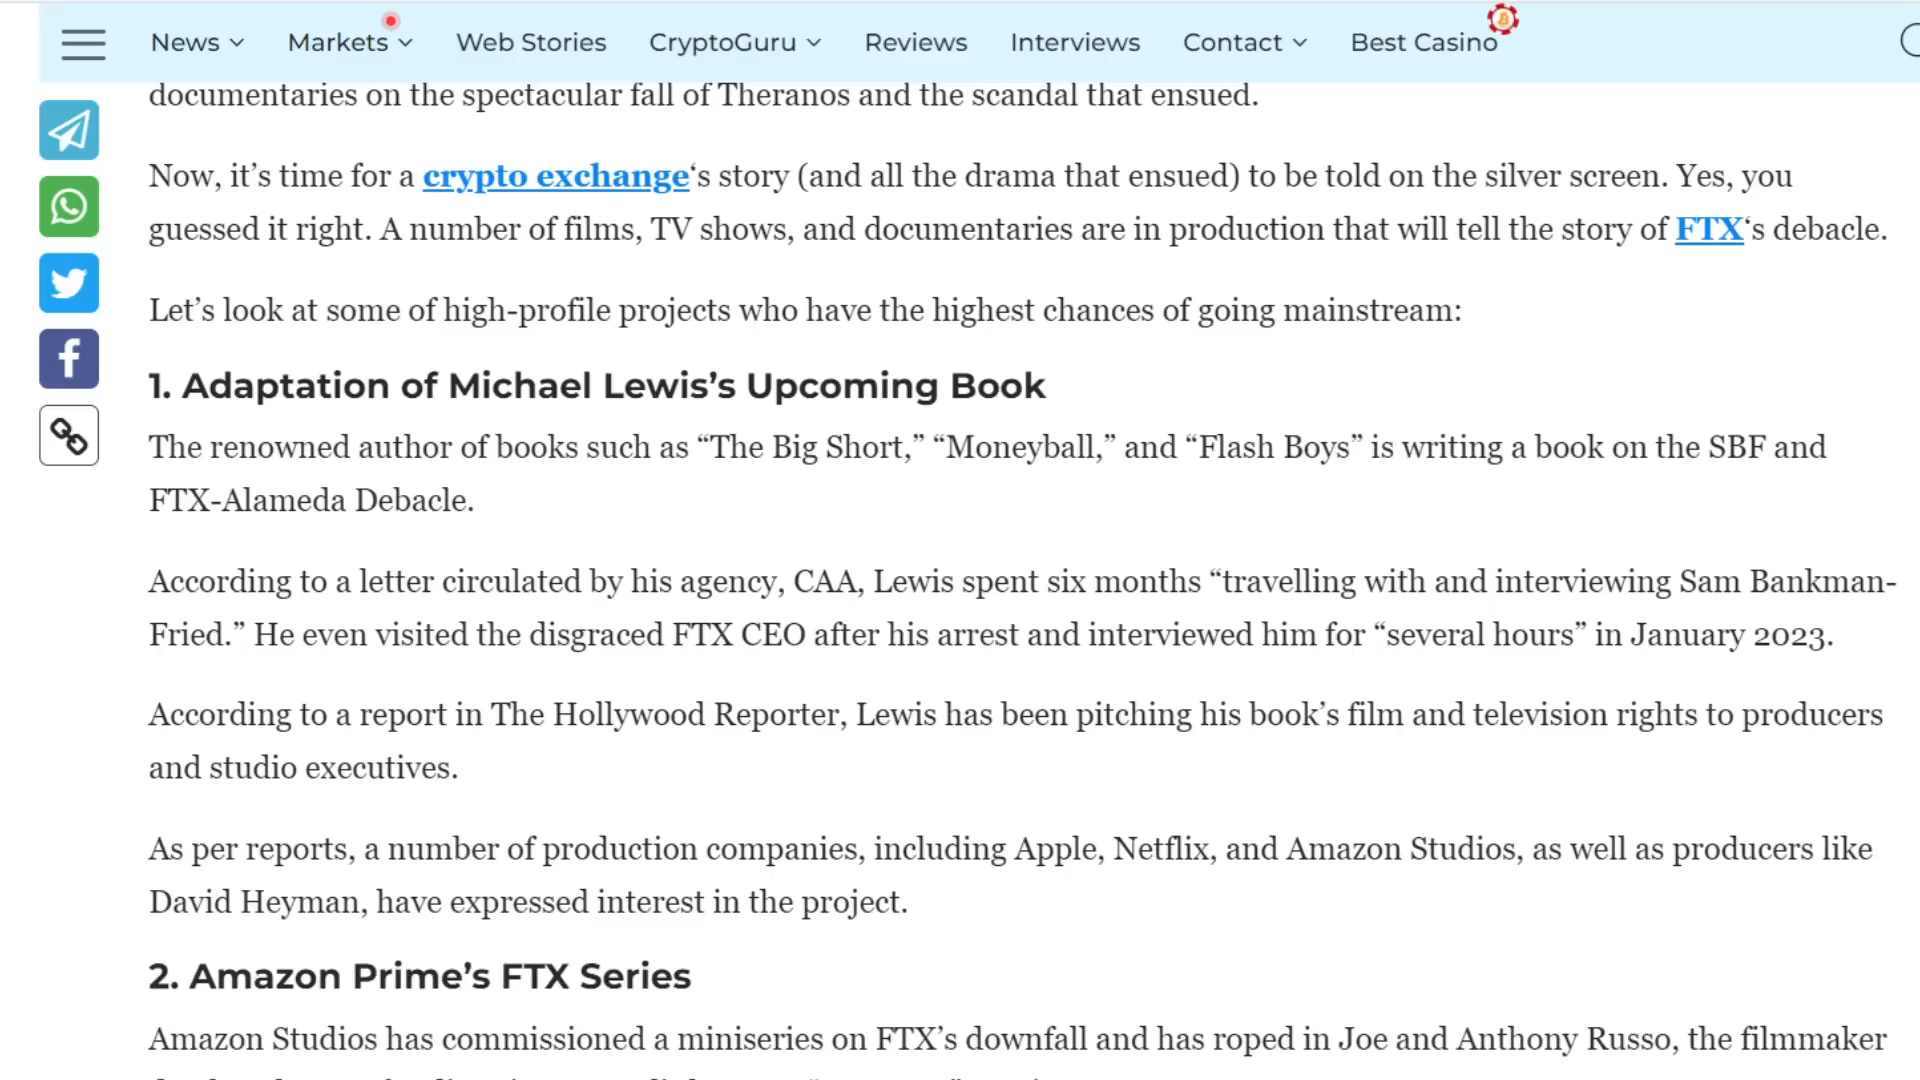 News Markets Web Stories CryptoGuru Reviews Interviews Contact Best Casino
documentaries on the spectacular fall of Theranos and the scandal that ensued.
Now, it’s time for a crypto exchange‘s story (and all the drama that ensued) to be told on the silver screen. Yes, you
guessed it right. A number of films, TV shows, and documentaries are in production that will tell the story of FTX‘s debacle.
Let’s look at some of high-profile projects who have the highest chances of going mainstream:
1. Adaptation of Michael Lewis’s Upcoming Book
The renowned author of books such as “The Big Short,” “Moneyball,” and “Flash Boys” is writing a book on the SBF and
FTX-Alameda Debacle.
According to a letter circulated by his agency, CAA, Lewis spent six months “travelling with and interviewing Sam Bankman-
Fried.” He even visited the disgraced FTX CEO after his arrest and interviewed him for “several hours” in January 2023.
According to a report in The Hollywood Reporter, Lewis has been pitching his book’s film and television rights to producers
and studio executives.
As per reports, a number of production companies, including Apple, Netflix, and Amazon Studios, as well as producers like
David Heyman, have expressed interest in the project.
2. Amazon Prime’s FTX Series
Amazon Studios has commissioned a miniseries on FTX’s downfall and has roped in Joe and Anthony Russo, the filmmaker